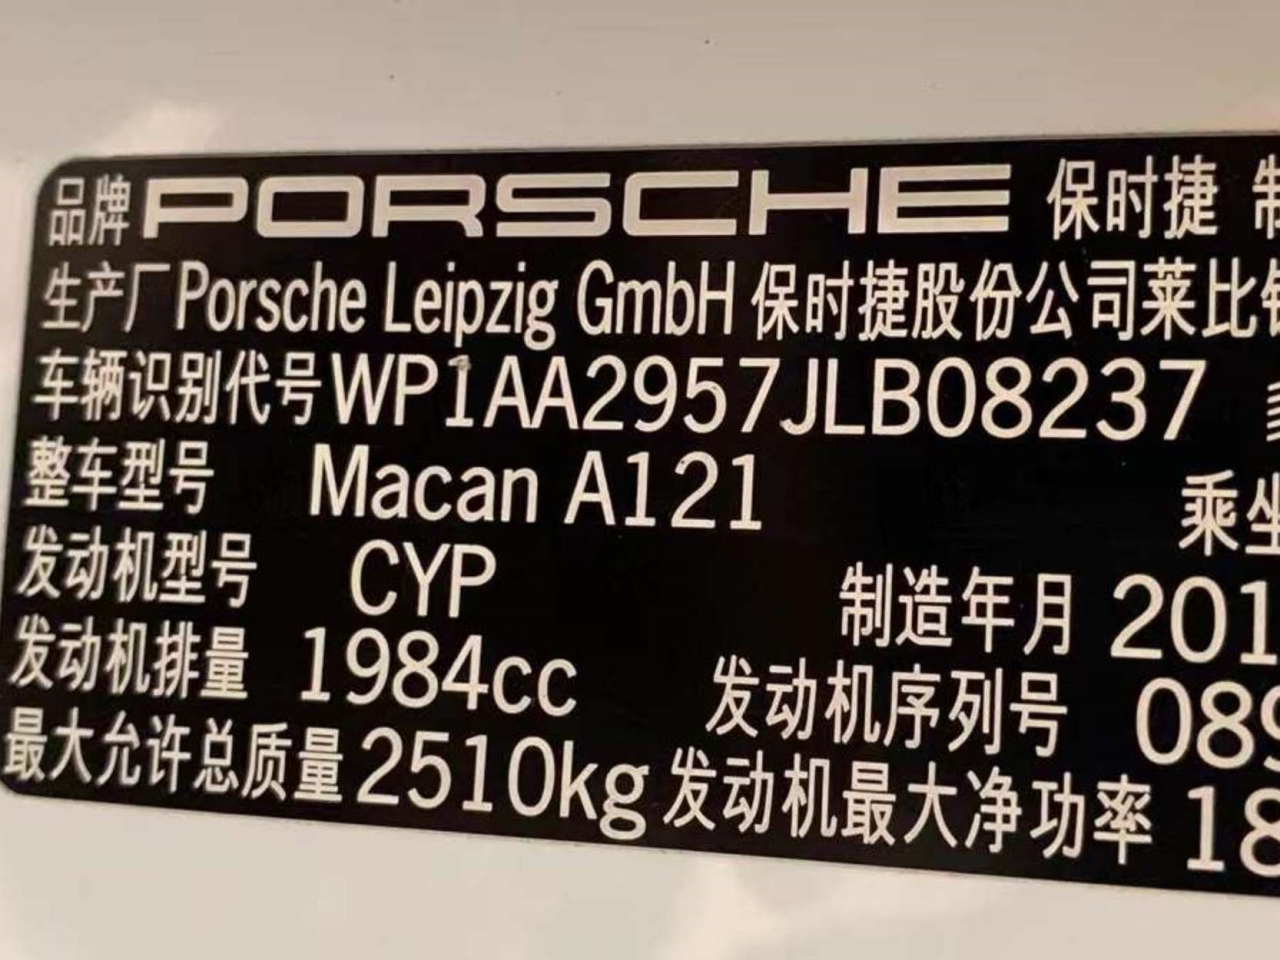 品牌 PORSCHE 保时捷 制
生产厂 Porsche Leipzig GmbH 保时捷股份公司莱比
车辆识别代号 WP1AA2957JLB08237
整车型号 Macan A121
乘坐
发动机型号 CYP
制造年月 201
发动机排量 1984cc
发动机序列号 089
最大允许总质量 2510kg 发动机最大净功率 18